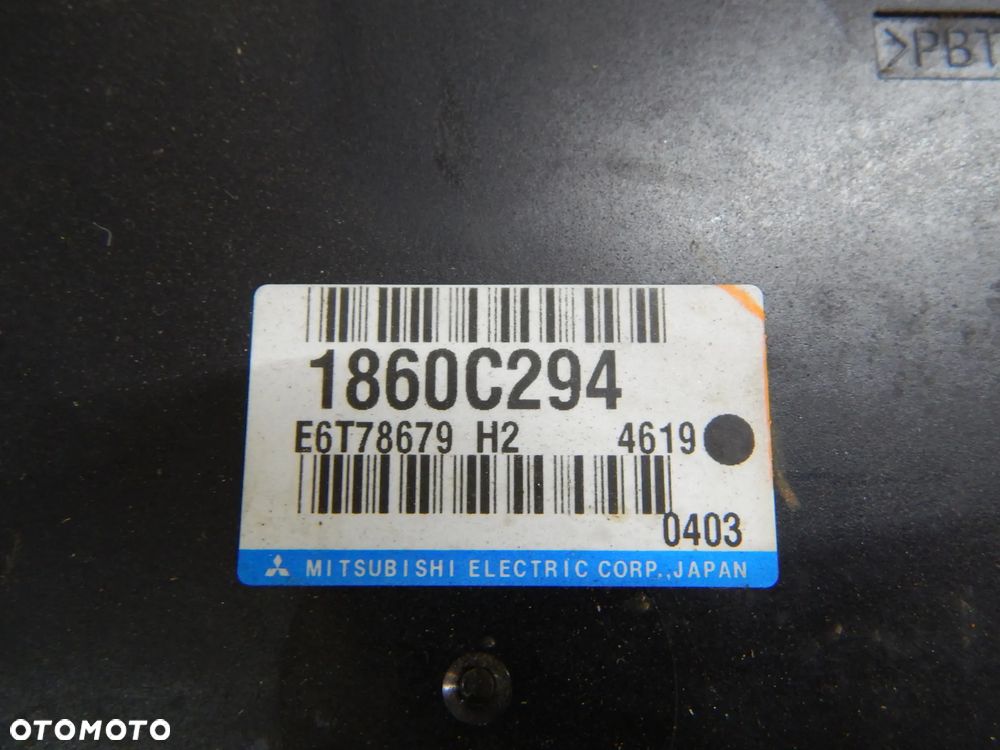 >PBT
1860C294
E6T78679 H2 4619
0403
MITSUBISHI ELECTRIC CORP.,JAPAN
OTOMOTO